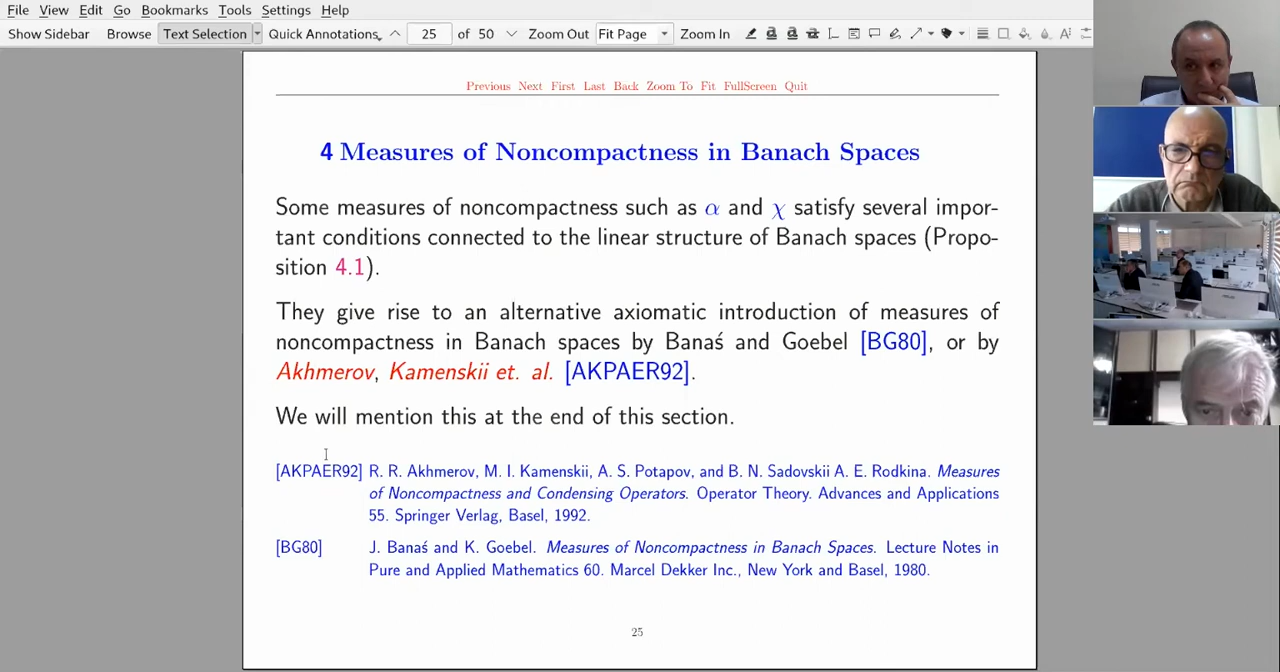 File View Edit Go Bookmarks Tools Settings Help
Show Sidebar Browse Text Selection Quick Annotations 25 of 50 Zoom Out Fit Page Zoom In
Previous Next First Last Back Zoom To Fit FullScreen Quit
4 Measures of Noncompactness in Banach Spaces
Some measures of noncompactness such as α and χ satisfy several impor-
tant conditions connected to the linear structure of Banach spaces (Propo-
sition 4.1).
They give rise to an alternative axiomatic introduction of measures of
noncompactness in Banach spaces by Banaś and Goebel [BG80], or by
Akhmerov, Kamenskii et. al. [AKPAER92].
We will mention this at the end of this section.
[AKPAER92] R. R. Akhmerov, M. I. Kamenskii, A. S. Potapov, and B. N. Sadovskii A. E. Rodkina. Measures
of Noncompactness and Condensing Operators. Operator Theory. Advances and Applications
55. Springer Verlag, Basel, 1992.
[BG80] J. Banaś and K. Goebel. Measures of Noncompactness in Banach Spaces. Lecture Notes in
Pure and Applied Mathematics 60. Marcel Dekker Inc., New York and Basel, 1980.
25